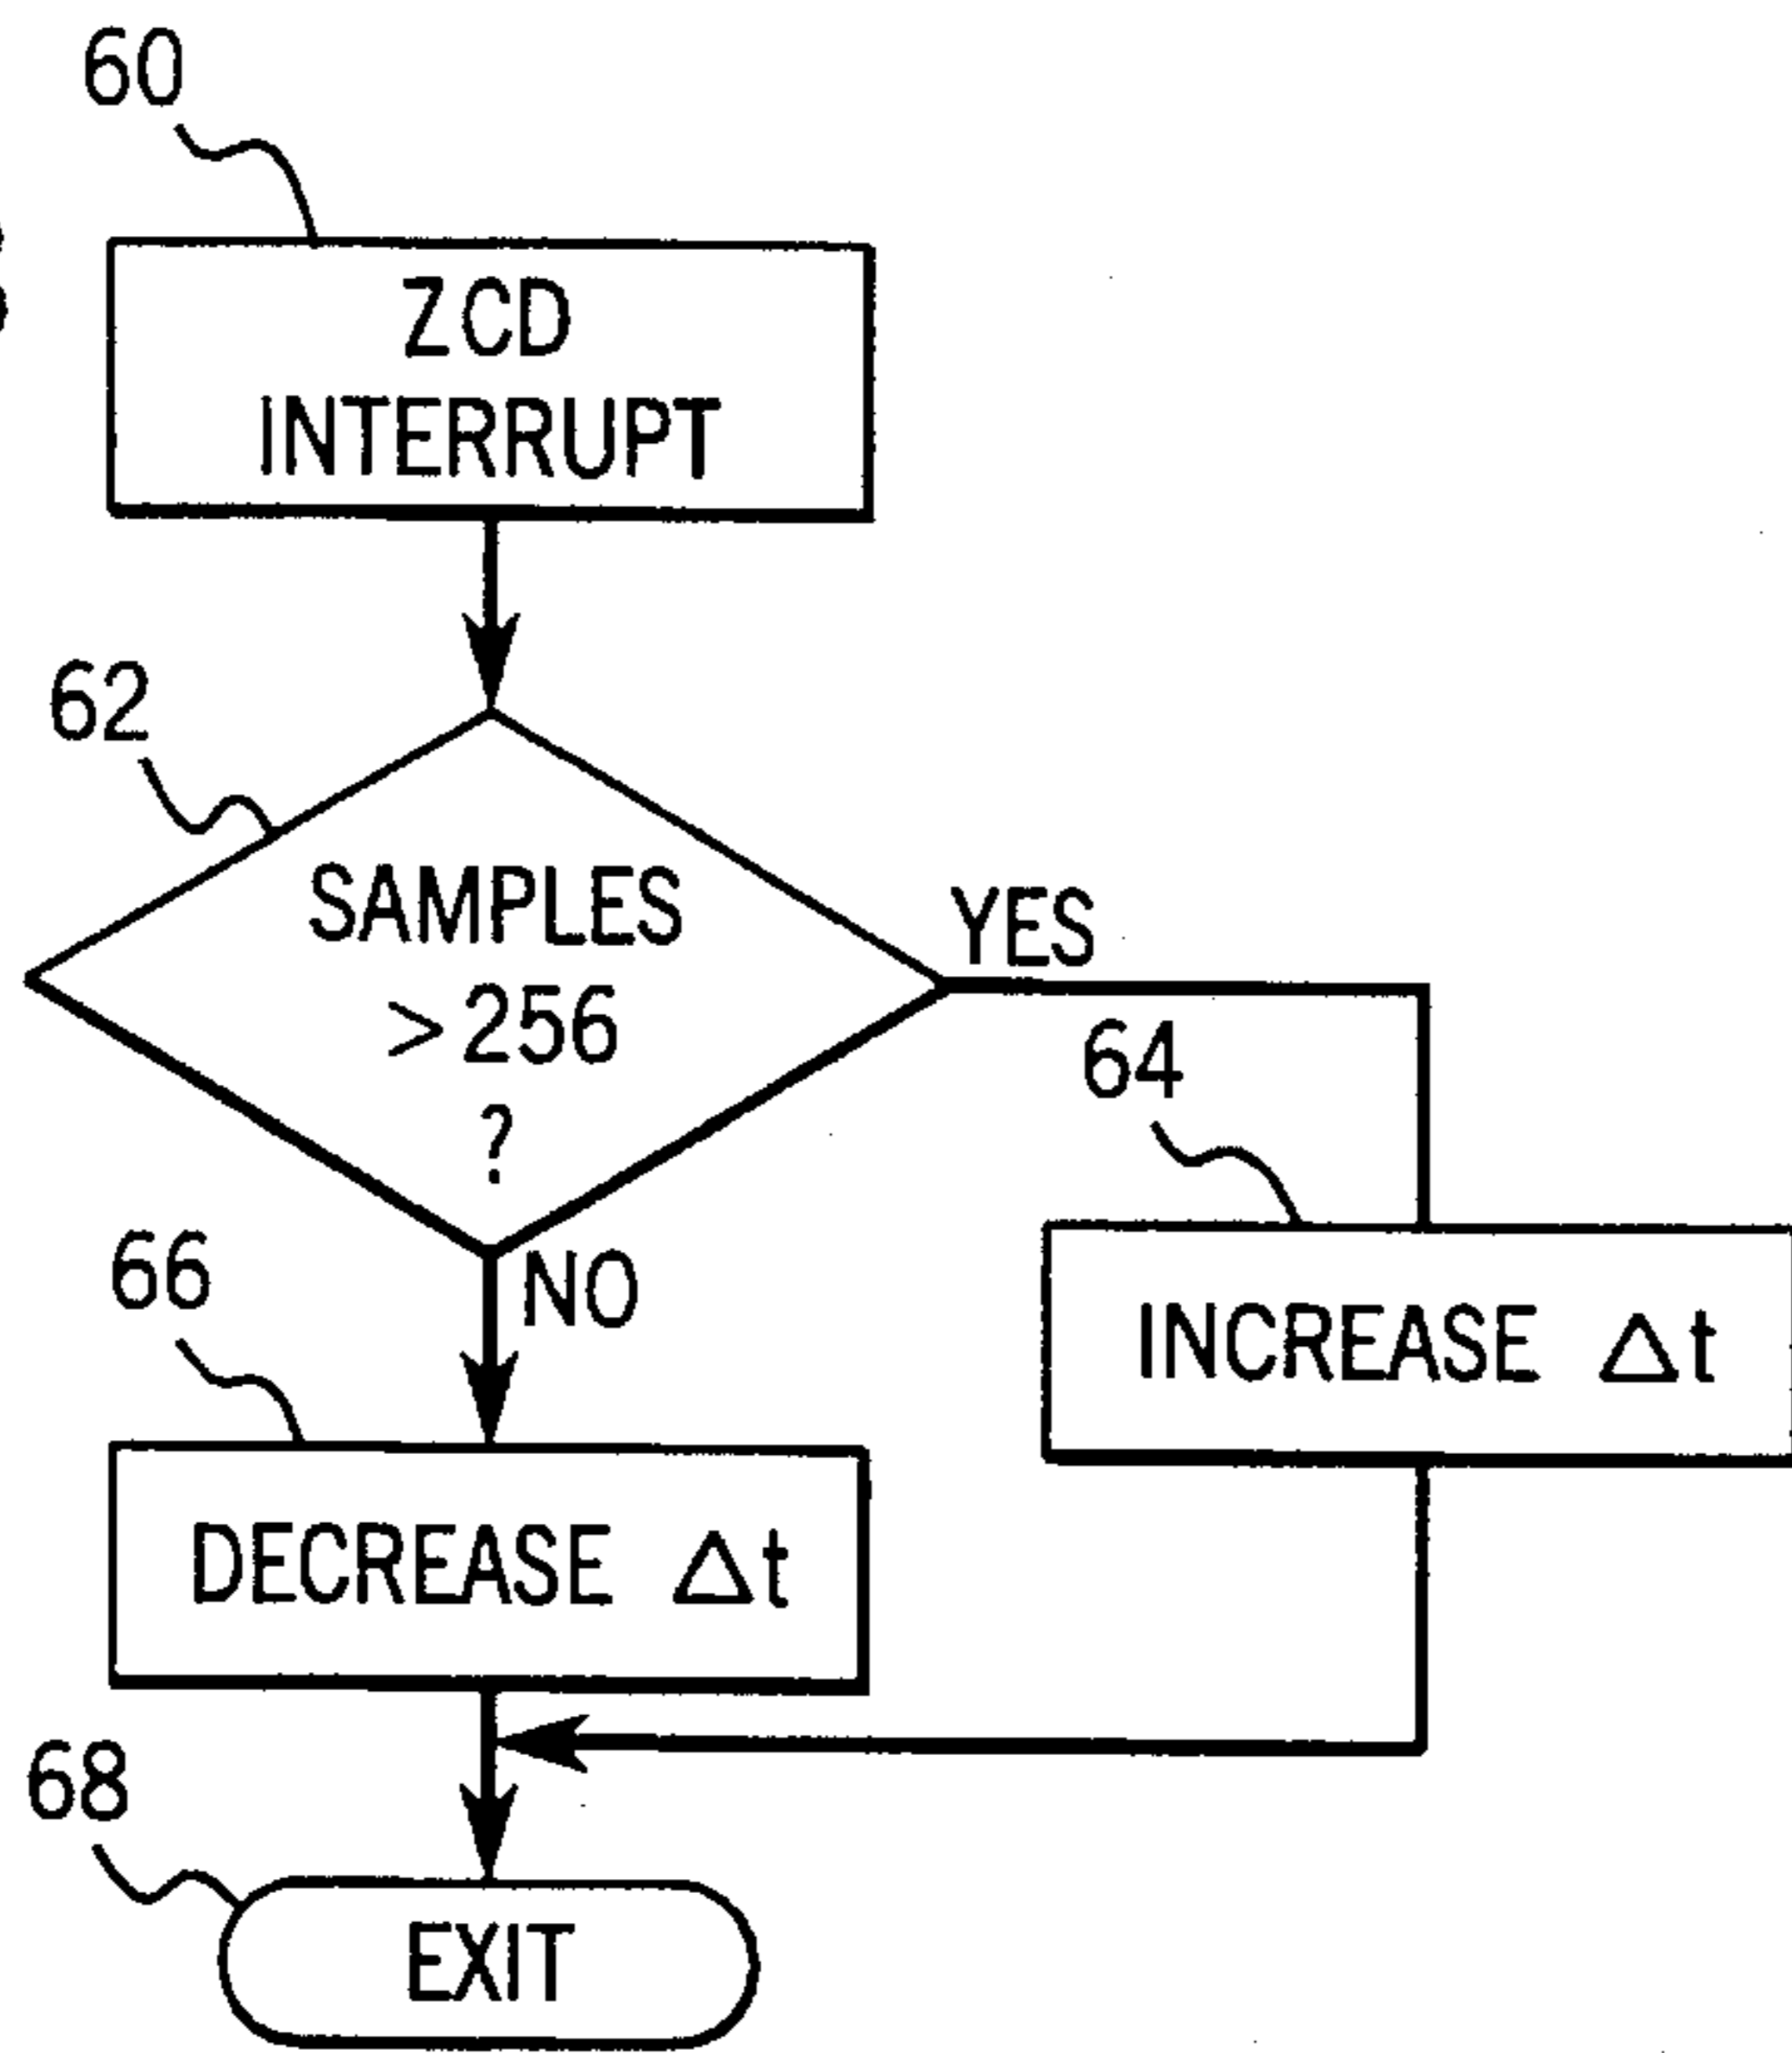 60
ZCD
INTERRUPT
62
SAMPLES
>256
?
YES
64
INCREASE Δt
NO
66
DECREASE Δt
68
EXIT